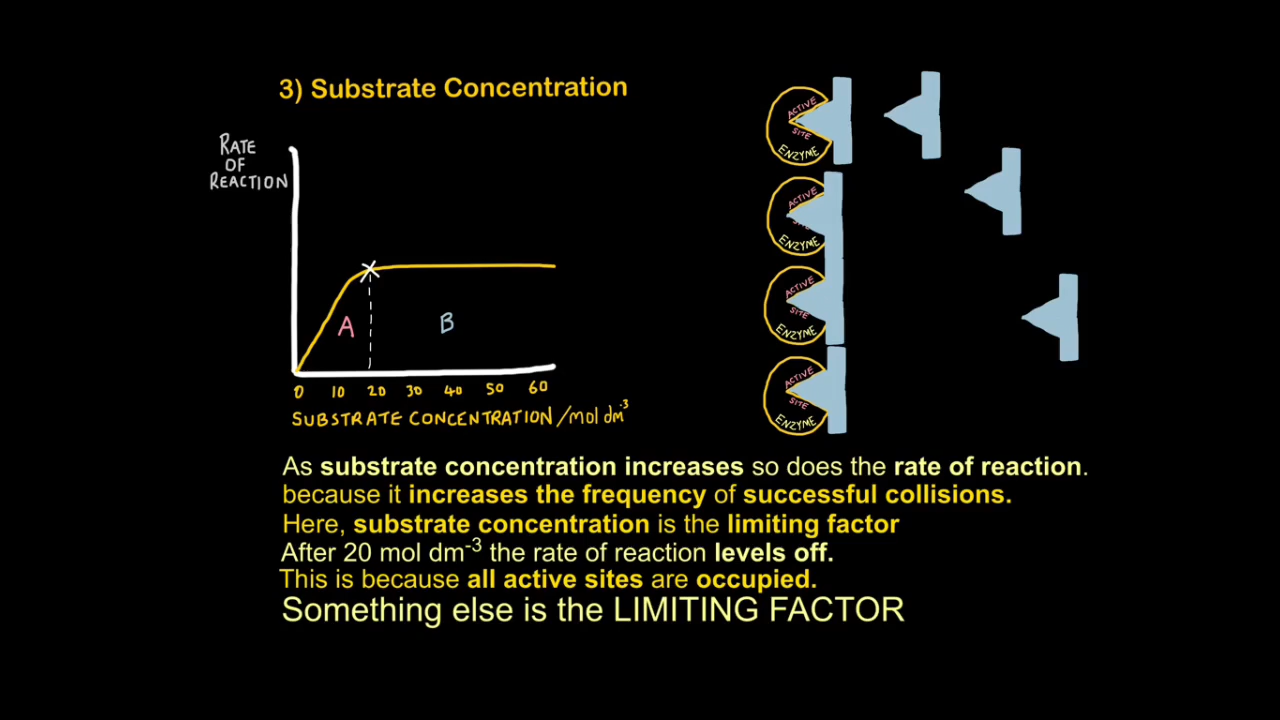 3) Substrate Concentration
RATE
OF
REACTION
A
B
0 10 20 30 40 50 60
SUBSTRATE CONCENTRATION /mol dm⁻³
ACTIVE
SITE
ENZYME
ACTIVE
SITE
ENZYME
ACTIVE
SITE
ENZYME
ACTIVE
SITE
ENZYME
As substrate concentration increases so does the rate of reaction.
because it increases the frequency of successful collisions.
Here, substrate concentration is the limiting factor
After 20 mol dm⁻³ the rate of reaction levels off.
This is because all active sites are occupied.
Something else is the LIMITING FACTOR